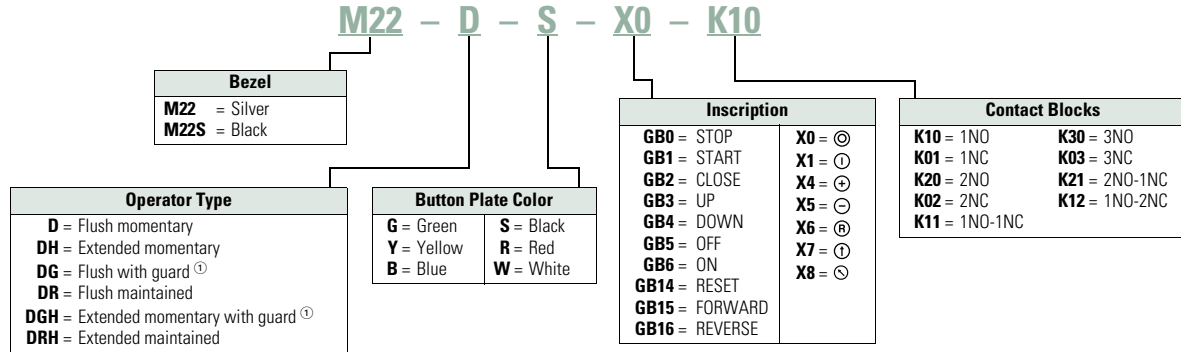 M22 – D – S – X0 – K10
Bezel
M22 = Silver
M22S = Black
Operator Type
D = Flush momentary
DH = Extended momentary
DG = Flush with guard ①
DR = Flush maintained
DGH = Extended momentary with guard ①
DRH = Extended maintained
Button Plate Color
G = Green
Y = Yellow
B = Blue
S = Black
R = Red
W = White
Inscription
GB0 = STOP
GB1 = START
GB2 = CLOSE
GB3 = UP
GB4 = DOWN
GB5 = OFF
GB6 = ON
GB14 = RESET
GB15 = FORWARD
GB16 = REVERSE
X0 = ◎
X1 = ⏼
X4 = ⊕
X5 = ⊖
X6 = Ⓡ
X7 =
X8 =
Contact Blocks
K10 = 1NO
K01 = 1NC
K20 = 2NO
K02 = 2NC
K11 = 1NO-1NC
K30 = 3NO
K03 = 3NC
K21 = 2NO-1NC
K12 = 1NO-2NC